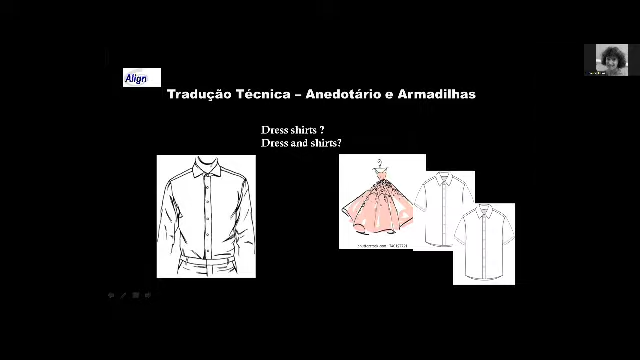 Align
Tradução Técnica – Anedotário e Armadilhas
Dress shirts ?
Dress and shirts?